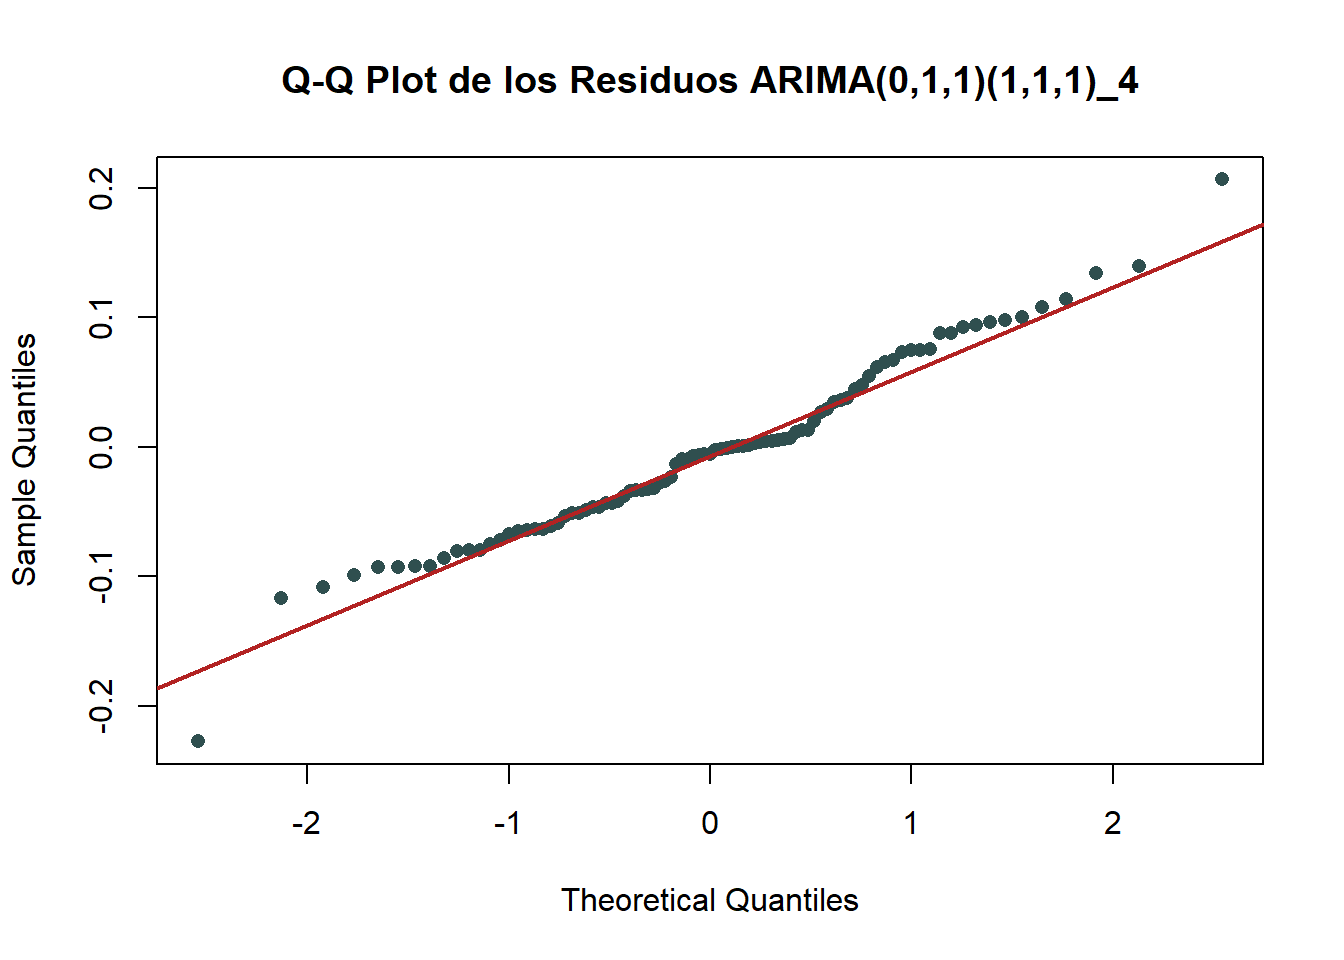 Q-Q Plot de los Residuos ARIMA(0,1,1)(1,1,1)_4
Sample Quantiles
0.2
0.1
0.0
-0.1
-0.2
-2 -1 0 1 2
Theoretical Quantiles